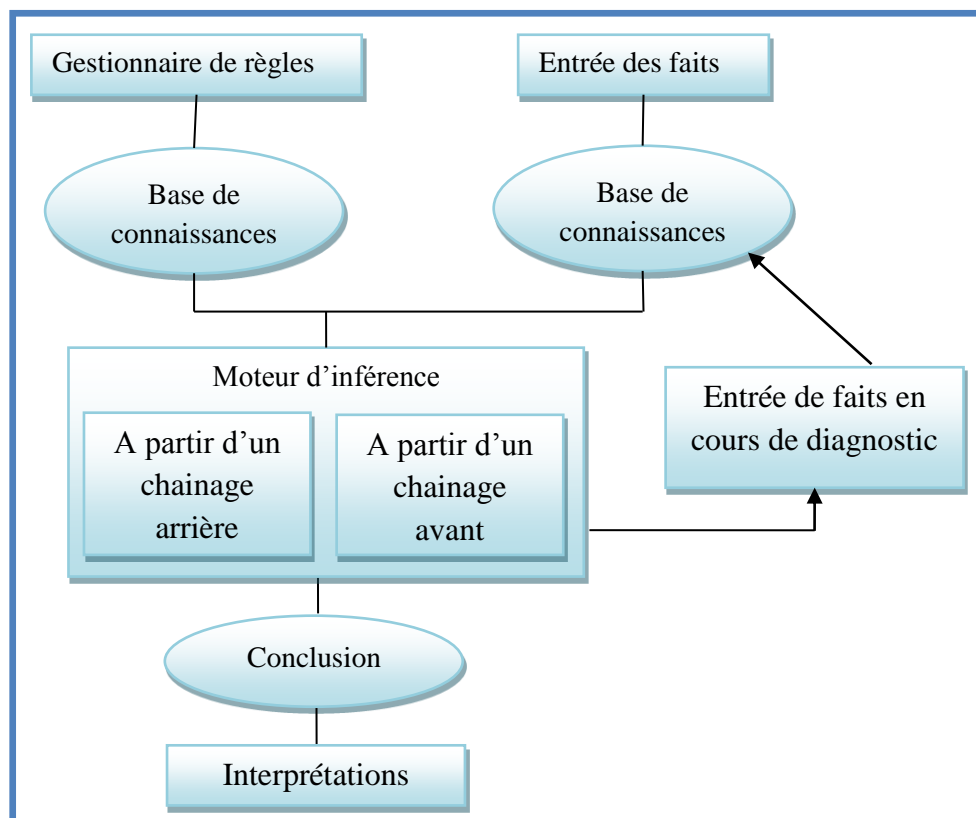 Gestionnaire de règles
Entrée des faits
Base de
connaissances
Base de
connaissances
Moteur d’inférence
A partir d’un
chainage
arrière
A partir d’un
chainage
avant
Entrée de faits en
cours de diagnostic
Conclusion
Interprétations